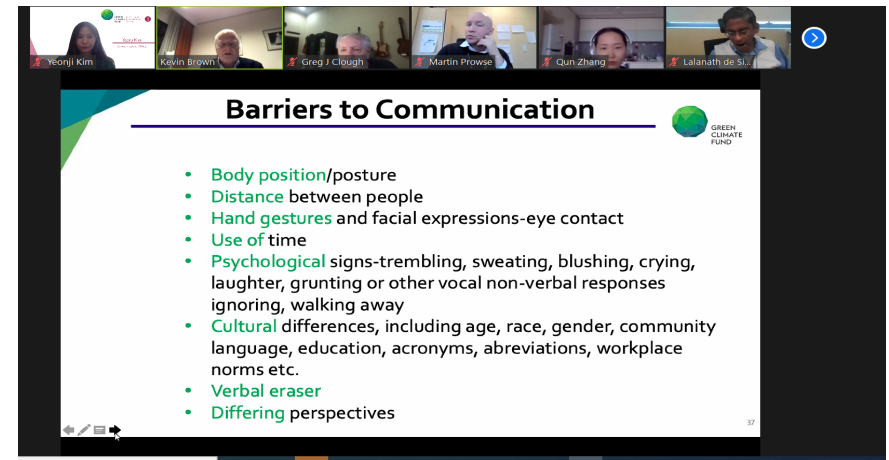 Yeonji Kim
Kevin Brown
Greg J Clough
Martin Prowse
Qun Zhang
Lalanath de Si...
Barriers to Communication
GREEN
CLIMATE
FUND
• Body position/posture
• Distance between people
• Hand gestures and facial expressions-eye contact
• Use of time
• Psychological signs-trembling, sweating, blushing, crying,
laughter, grunting or other vocal non-verbal responses
ignoring, walking away
• Cultural differences, including age, race, gender, community
language, education, acronyms, abreviations, workplace
norms etc.
• Verbal eraser
• Differing perspectives
37